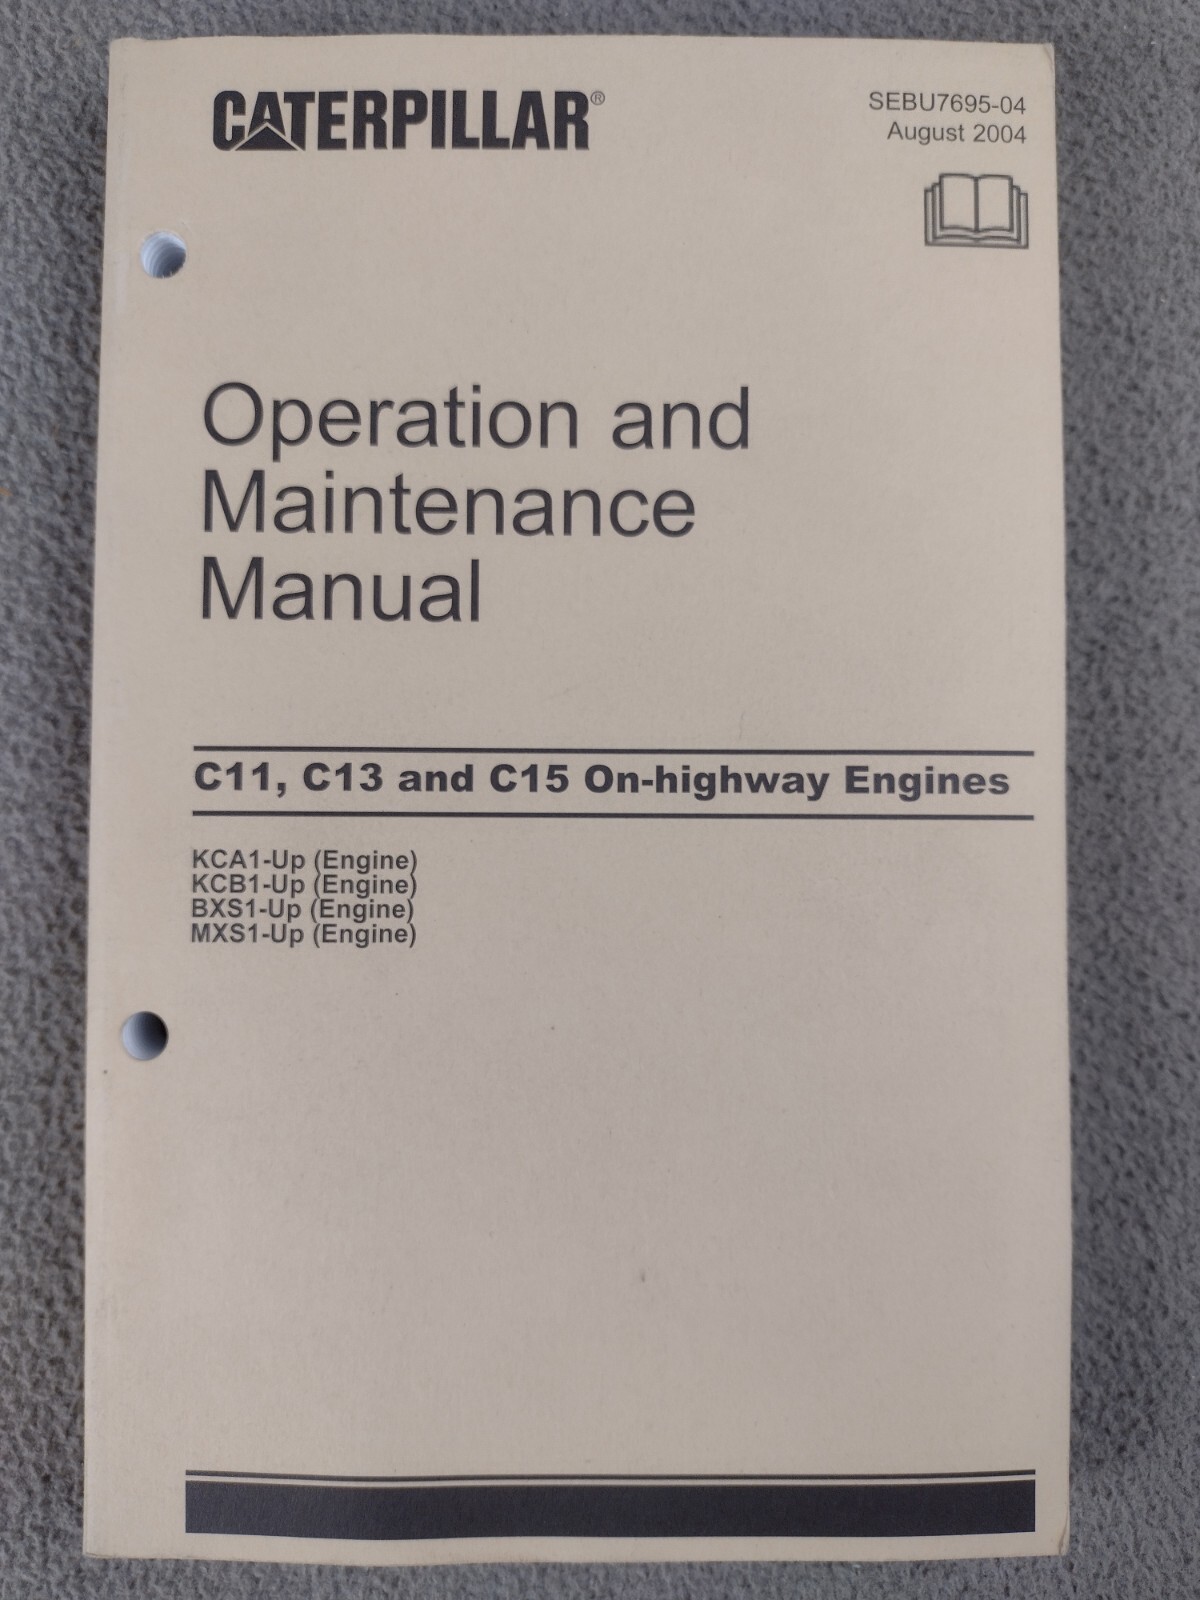 CATERPILLAR®
SEBU7695-04
August 2004
Operation and
Maintenance
Manual
C11, C13 and C15 On-highway Engines
KCA1-Up (Engine)
KCB1-Up (Engine)
BXS1-Up (Engine)
MXS1-Up (Engine)